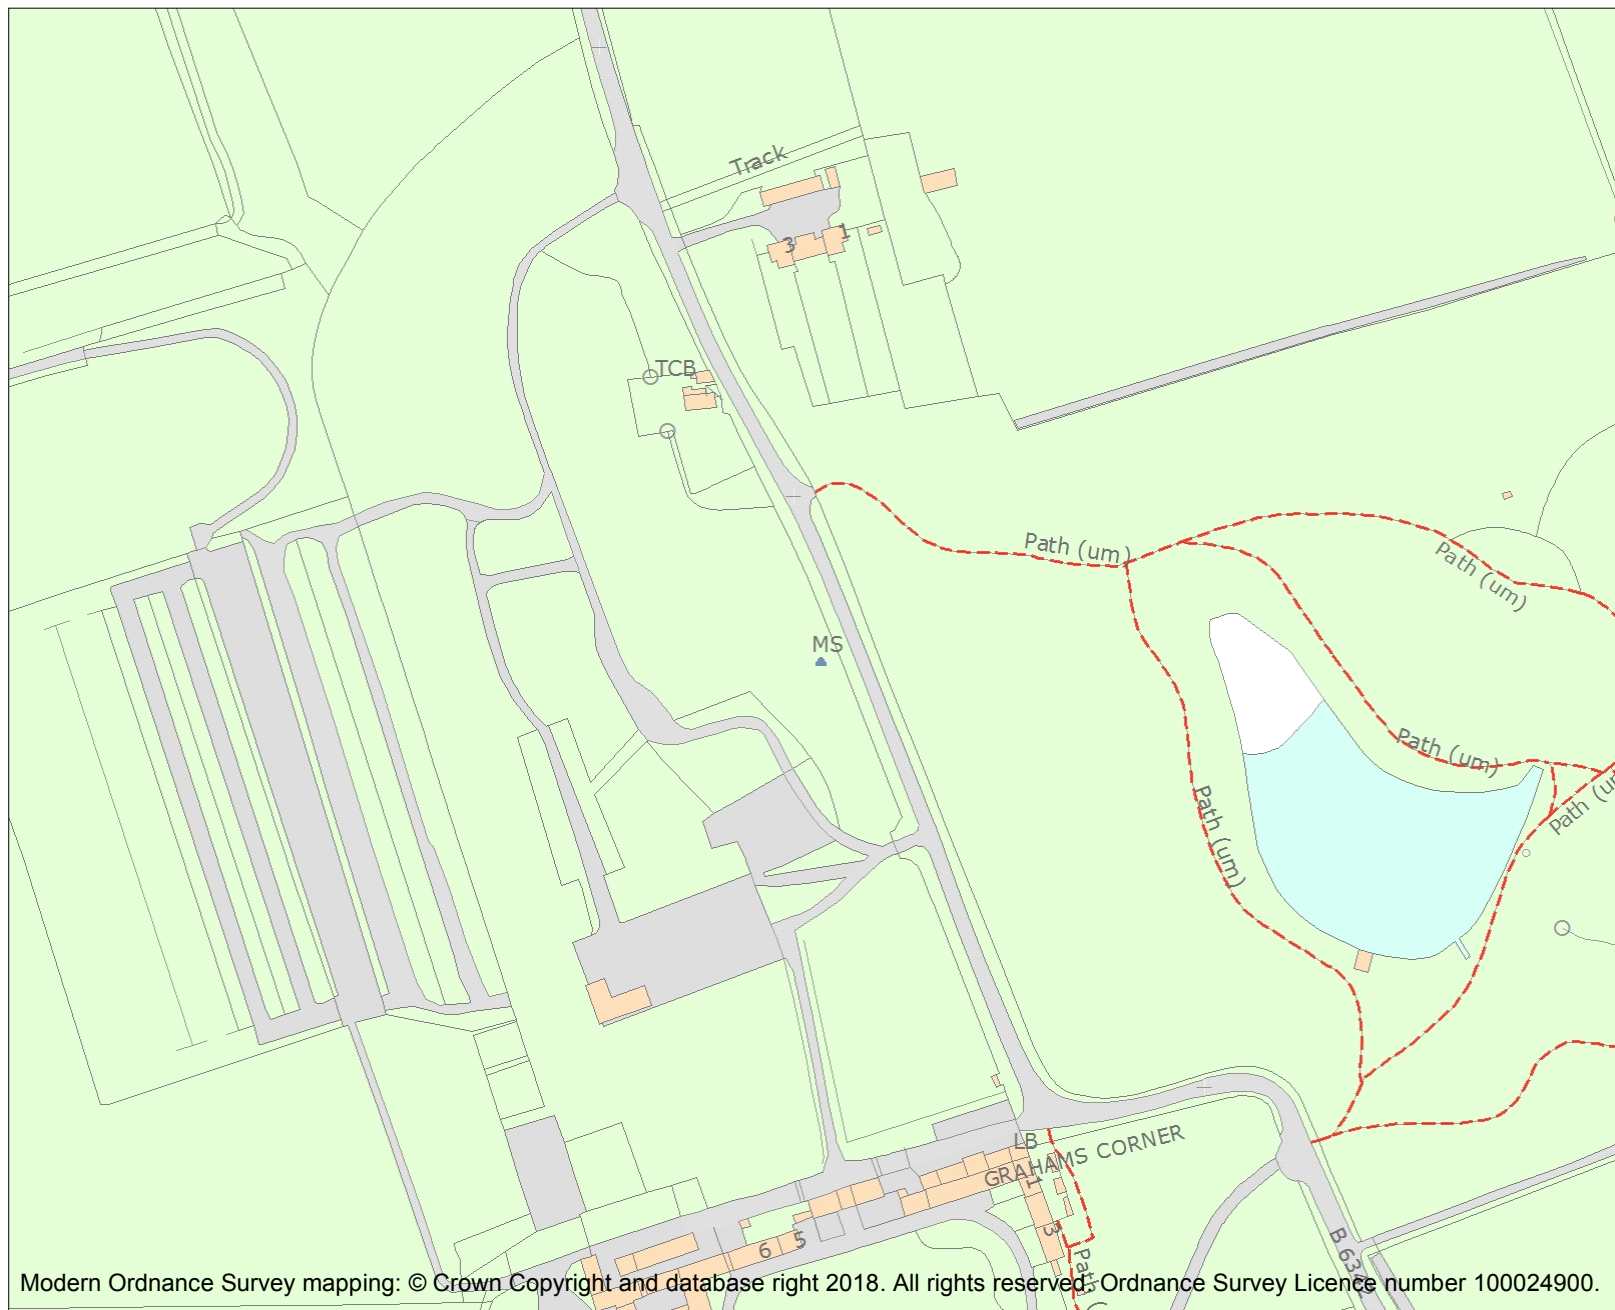 Track
3
1
TCB
Path (um)
Path (um)
MS
Path (um)
Path (um)
Path
LB
GRAHAMS CORNER
1
3
5
6
Path
Modern Ordnance Survey mapping: © Crown Copyright and database right 2018. All rights reserved. Ordnance Survey Licence number 100024900.